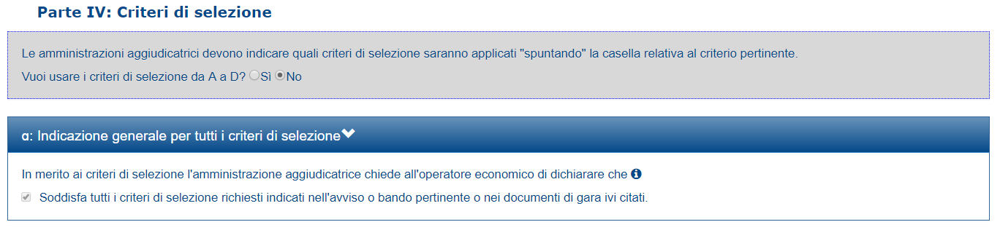 Parte IV: Criteri di selezione
Le amministrazioni aggiudicatrici devono indicare quali criteri di selezione saranno applicati "spuntando" la casella relativa al criterio pertinente.
Vuoi usare i criteri di selezione da A a D? Sì No
α: Indicazione generale per tutti i criteri di selezione
In merito ai criteri di selezione l'amministrazione aggiudicatrice chiede all'operatore economico di dichiarare che
Soddisfa tutti i criteri di selezione richiesti indicati nell'avviso o bando pertinente o nei documenti di gara ivi citati.